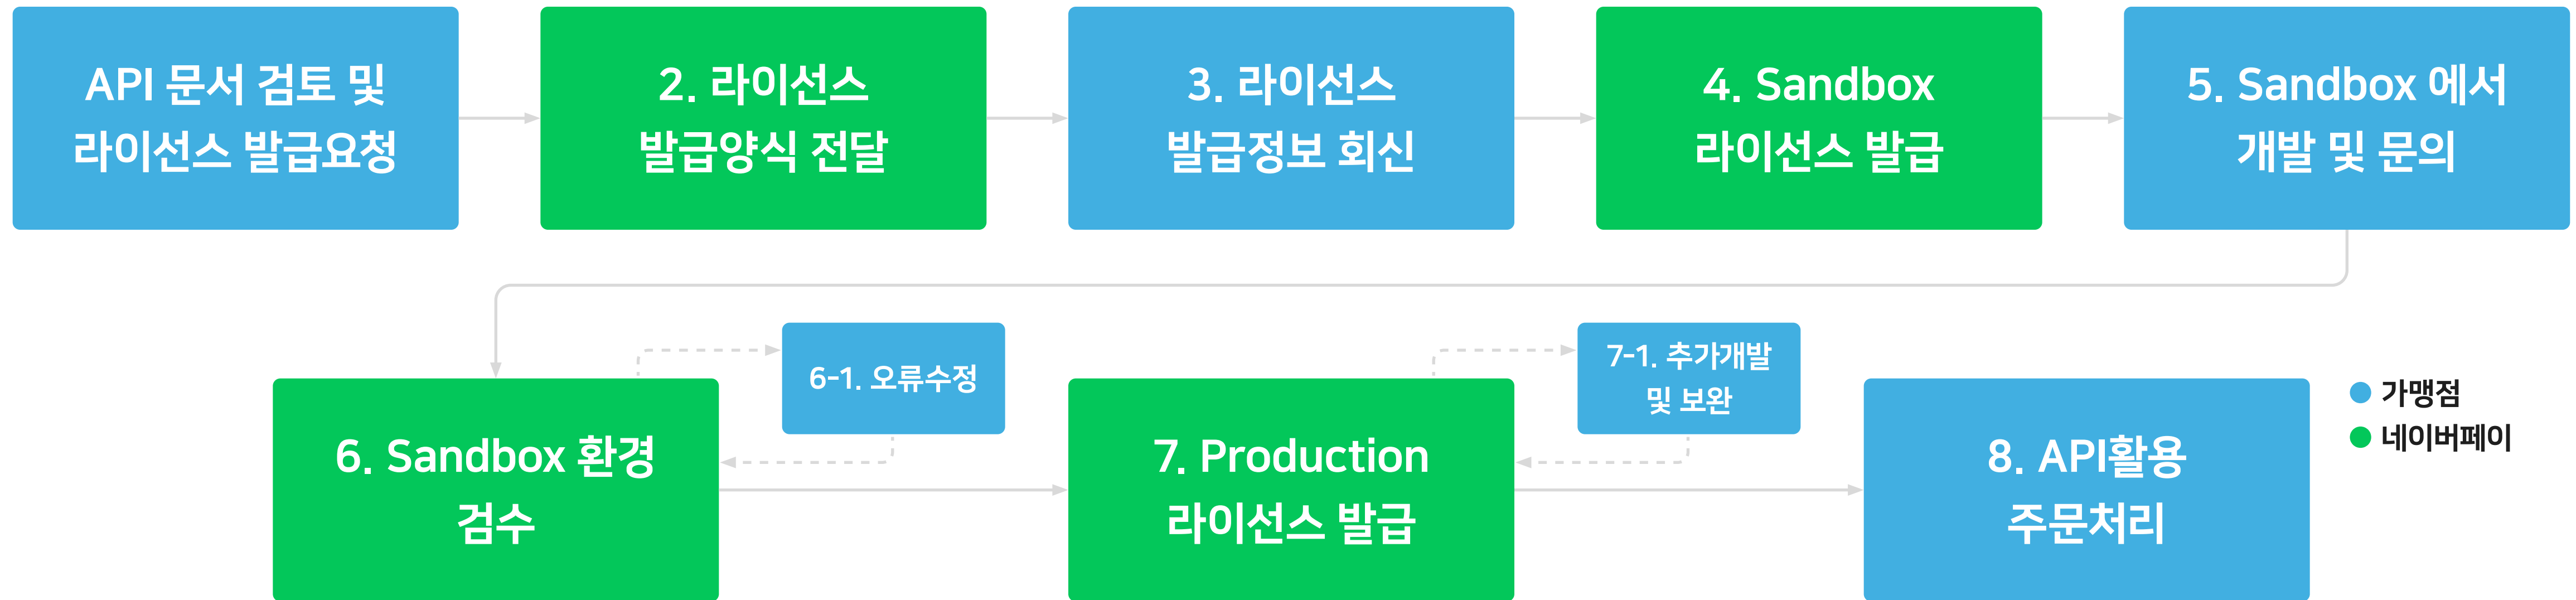 API 문서 검토 및
라이선스 발급요청
2. 라이선스
발급양식 전달
3. 라이선스
발급정보 회신
4. Sandbox
라이선스 발급
5. Sandbox 에서
개발 및 문의
6-1. 오류수정
7-1. 추가개발
및 보완
6. Sandbox 환경
검수
7. Production
라이선스 발급
8. API활용
주문처리
가맹점
네이버페이